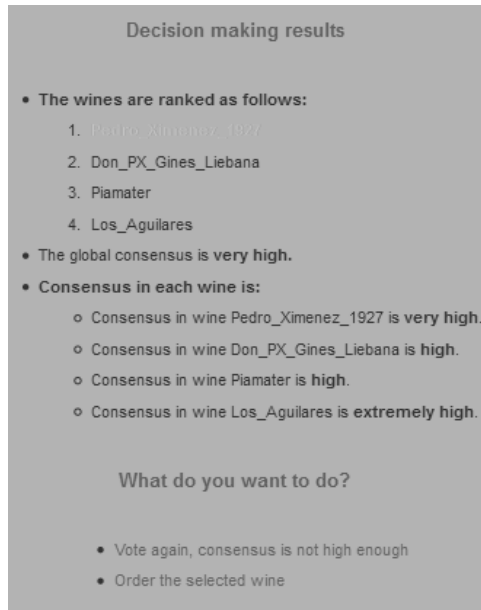 Decision making results
• The wines are ranked as follows:
1. Pedro_Ximenez_1927
2. Don_PX_Gines_Liebana
3. Piamater
4. Los_Aguilares
• The global consensus is very high.
• Consensus in each wine is:
Consensus in wine Pedro_Ximenez_1927 is very high.
Consensus in wine Don_PX_Gines_Liebana is high.
Consensus in wine Piamater is high.
Consensus in wine Los_Aguilares is extremely high.
What do you want to do?
• Vote again, consensus is not high enough
• Order the selected wine